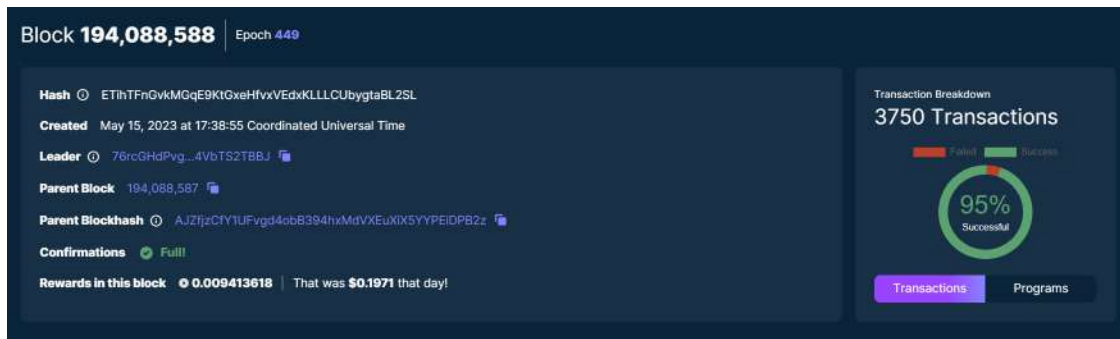 Block 194,088,588 Epoch 449
Hash ETihTFnGvkMGqE9KtGxeHfvxVEdxKLLLCUbygtaBL2SL
Created May 15, 2023 at 17:38:55 Coordinated Universal Time
Leader 76rcGHdPvg...4VbTS2TBBJ
Parent Block 194,088,587
Parent Blockhash AJZfjzCfY1UFvgd4obB394hxMdVXEuXiX5YYPEiDPB2z
Confirmations Full!
Rewards in this block 0.009413618 | That was $0.1971 that day!
Transaction Breakdown
3750 Transactions
Failed Success
95%
Successful
Transactions Programs